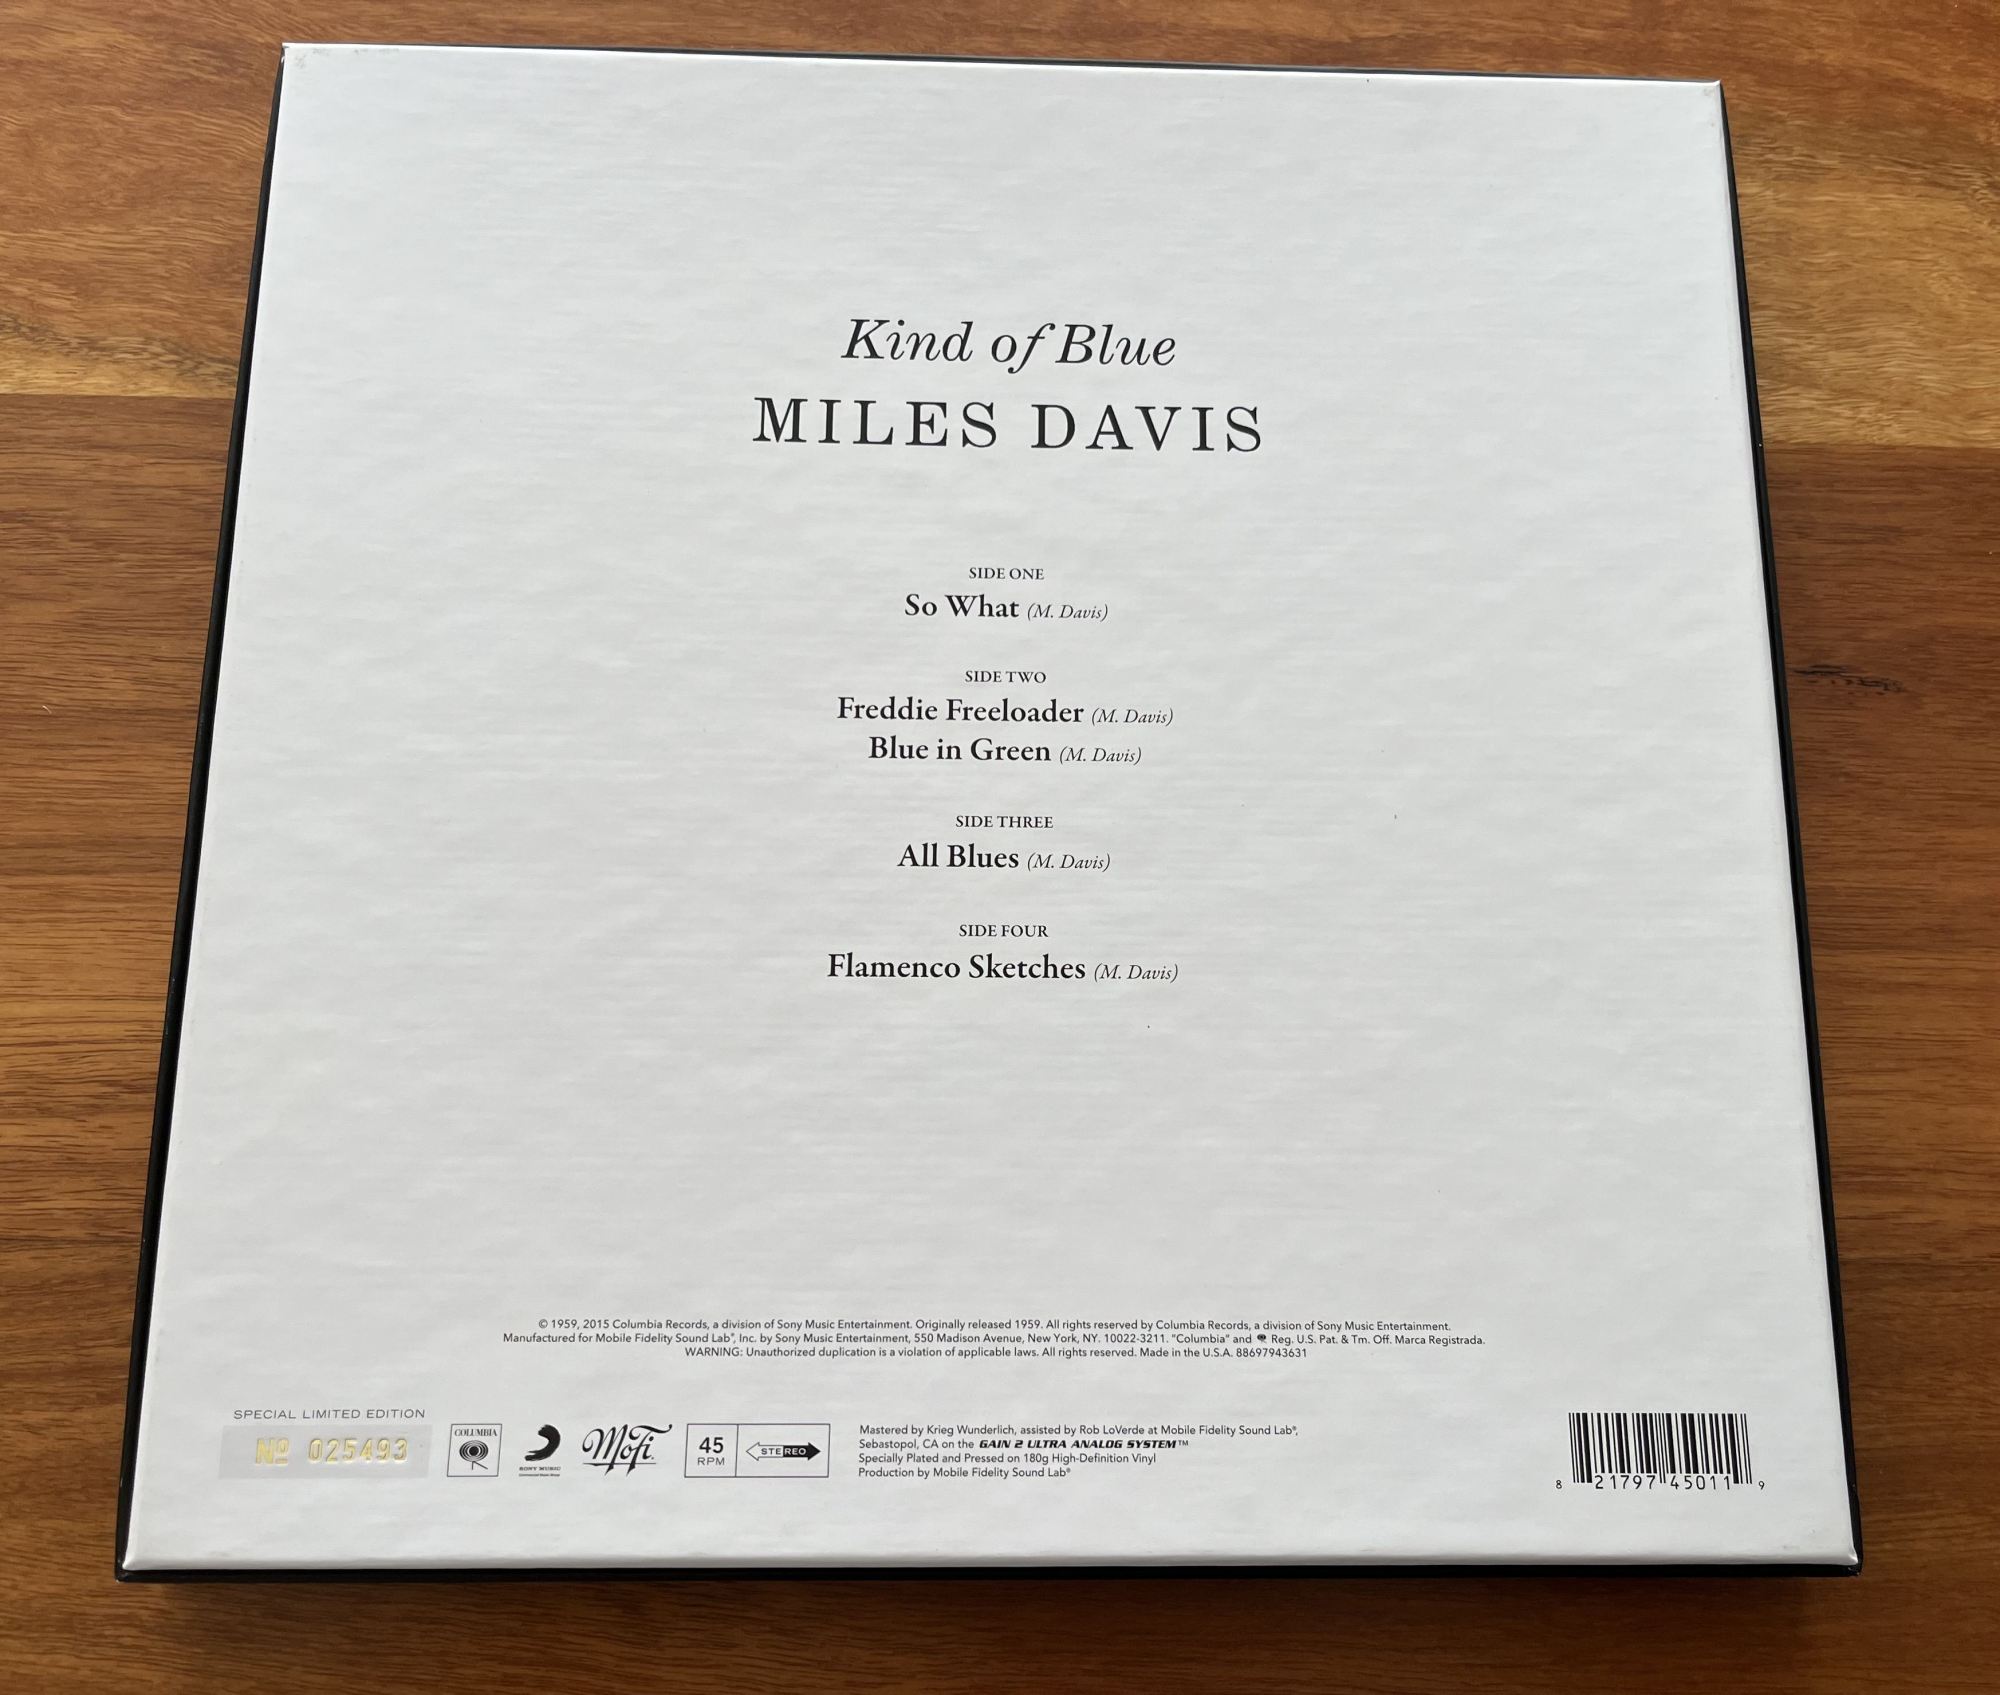 Kind of Blue
MILES DAVIS
SIDE ONE
So What (M. Davis)
SIDE TWO
Freddie Freeloader (M. Davis)
Blue in Green (M. Davis)
SIDE THREE
All Blues (M. Davis)
SIDE FOUR
Flamenco Sketches (M. Davis)
© 1959, 2015 Columbia Records, a division of Sony Music Entertainment. Originally released 1959. All rights reserved by Columbia Records, a division of Sony Music Entertainment.
Manufactured for Mobile Fidelity Sound Lab®, Inc. by Sony Music Entertainment, 550 Madison Avenue, New York, NY. 10022-3211. "Columbia" and Reg. U.S. Pat. & Tm. Off. Marca Registrada.
WARNING: Unauthorized duplication is a violation of applicable laws. All rights reserved. Made in the U.S.A. 88697943631
SPECIAL LIMITED EDITION
Nº 025493
COLUMBIA
SONY MUSIC
MoFi
45
RPM
STEREO
Mastered by Krieg Wunderlich, assisted by Rob LoVerde at Mobile Fidelity Sound Lab®,
Sebastopol, CA on the GAIN 2 ULTRA ANALOG SYSTEM™
Specially Plated and Pressed on 180g High-Definition Vinyl
Production by Mobile Fidelity Sound Lab®
8 21797 45011 9